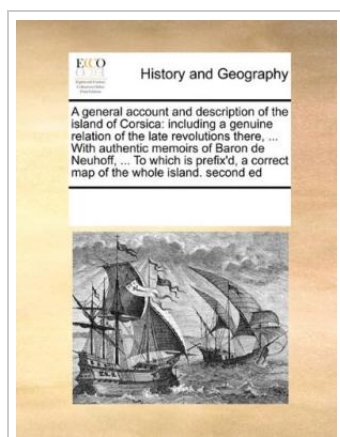 ECCO
History and Geography
A general account and description of the
island of Corsica: including a genuine
relation of the late revolutions there, ...
With authentic memoirs of Baron de
Neuhoff, ... To which is prefix'd, a correct
map of the whole island. second ed